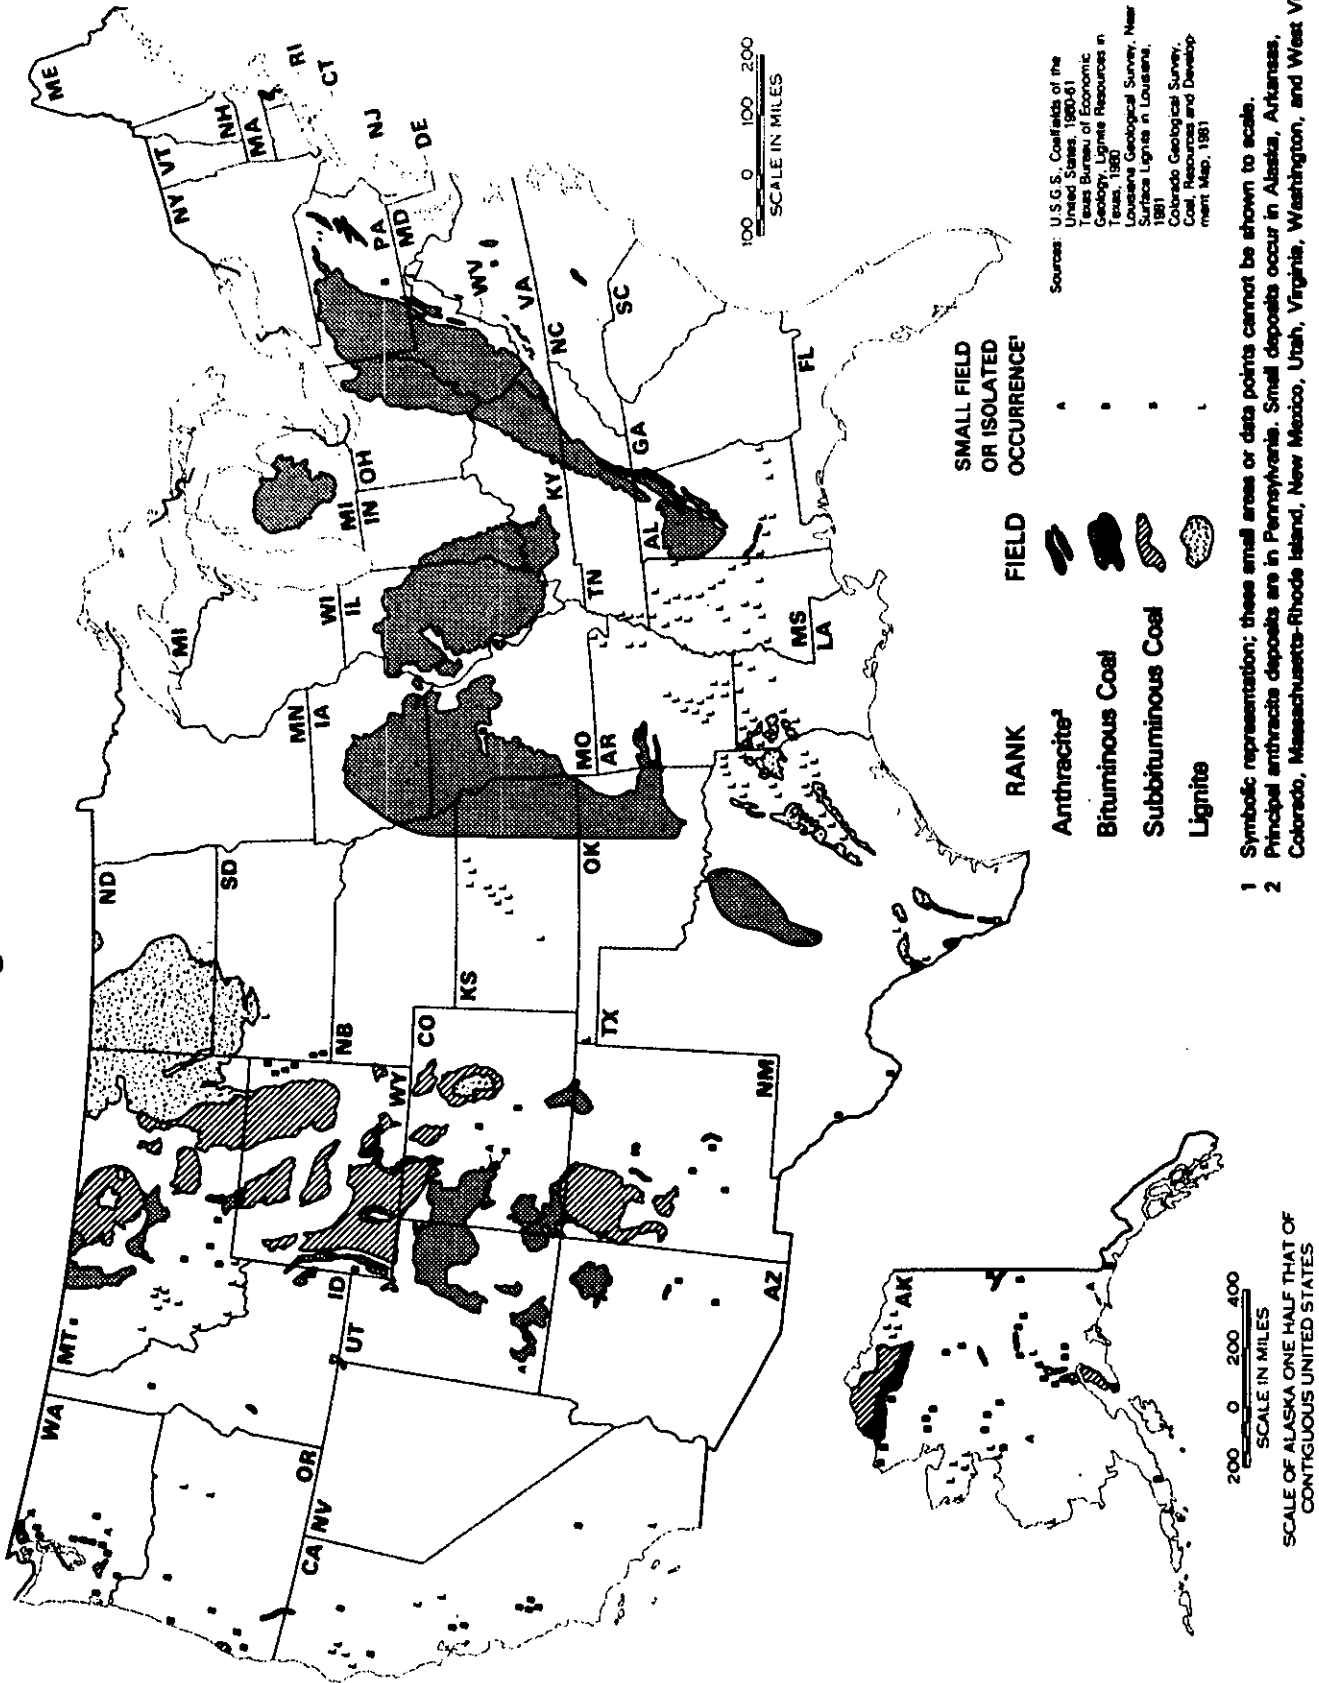 WA
MT
ND
MN
MI
ME
VT
NH
NY
MA
RI
CT
OR
ID
SD
WI
IA
IL
MI
IN
OH
PA
NJ
MD
DE
WY
NB
CA
NV
UT
CO
KS
MO
AR
KY
WV
VA
TN
NC
SC
AZ
NM
TX
OK
MS
LA
AL
GA
FL
AK
100 0 100 200
SCALE IN MILES
200 0 200 400
SCALE IN MILES
SCALE OF ALASKA ONE HALF THAT OF
CONTIGUOUS UNITED STATES
RANK
FIELD
SMALL FIELD
OR ISOLATED
OCCURRENCE¹
Anthracite²
A
Bituminous Coal
B
Subbituminous Coal
S
Lignite
L
Sources: U.S.G.S., Coalfields of the
United States, 1960-61
Texas Bureau of Economic
Geology, Lignite Resources in
Texas, 1980
Louisiana Geological Survey, Near
Surface Lignite in Louisiana,
1981
Colorado Geological Survey,
Coal Resources and Develop-
ment Map, 1981
1 Symbolic representation; these small areas or data points cannot be shown to scale.
2 Principal anthracite deposits are in Pennsylvania. Small deposits occur in Alaska, Arkansas,
Colorado, Massachusetts-Rhode Island, New Mexico, Utah, Virginia, Washington, and West V